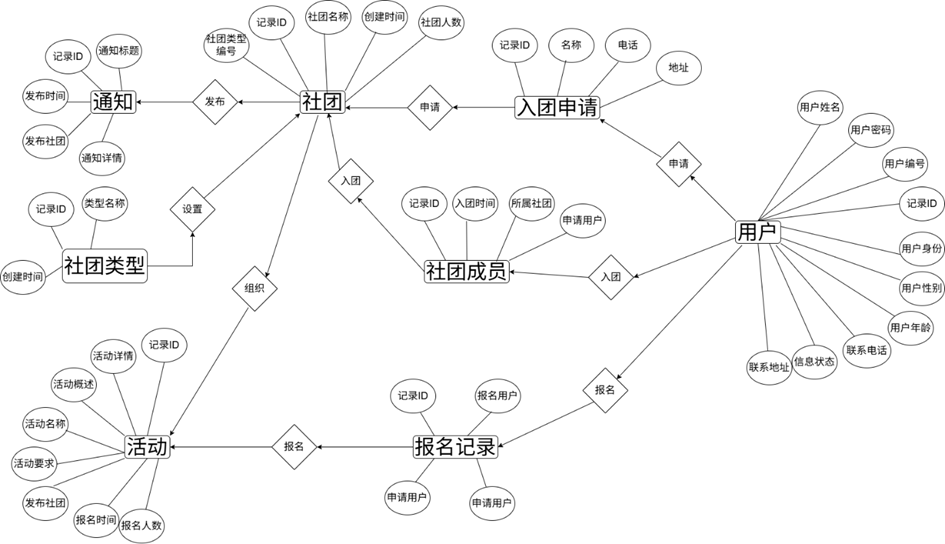 记录ID
社团名称
创建时间
社团人数
社团类型
编号
记录ID
通知标题
发布时间
通知
发布社团
通知详情
发布
社团
申请
记录ID
名称
电话
地址
入团申请
用户姓名
用户密码
用户编号
记录ID
用户身份
用户性别
用户年龄
联系电话
信息状态
联系地址
用户
申请
入团
设置
记录ID
类型名称
社团类型
创建时间
记录ID
入团时间
所属社团
申请用户
社团成员
入团
组织
报名
记录ID
活动详情
活动概述
活动名称
活动要求
发布社团
报名时间
报名人数
活动
报名
记录ID
报名用户
报名记录
申请用户
申请用户